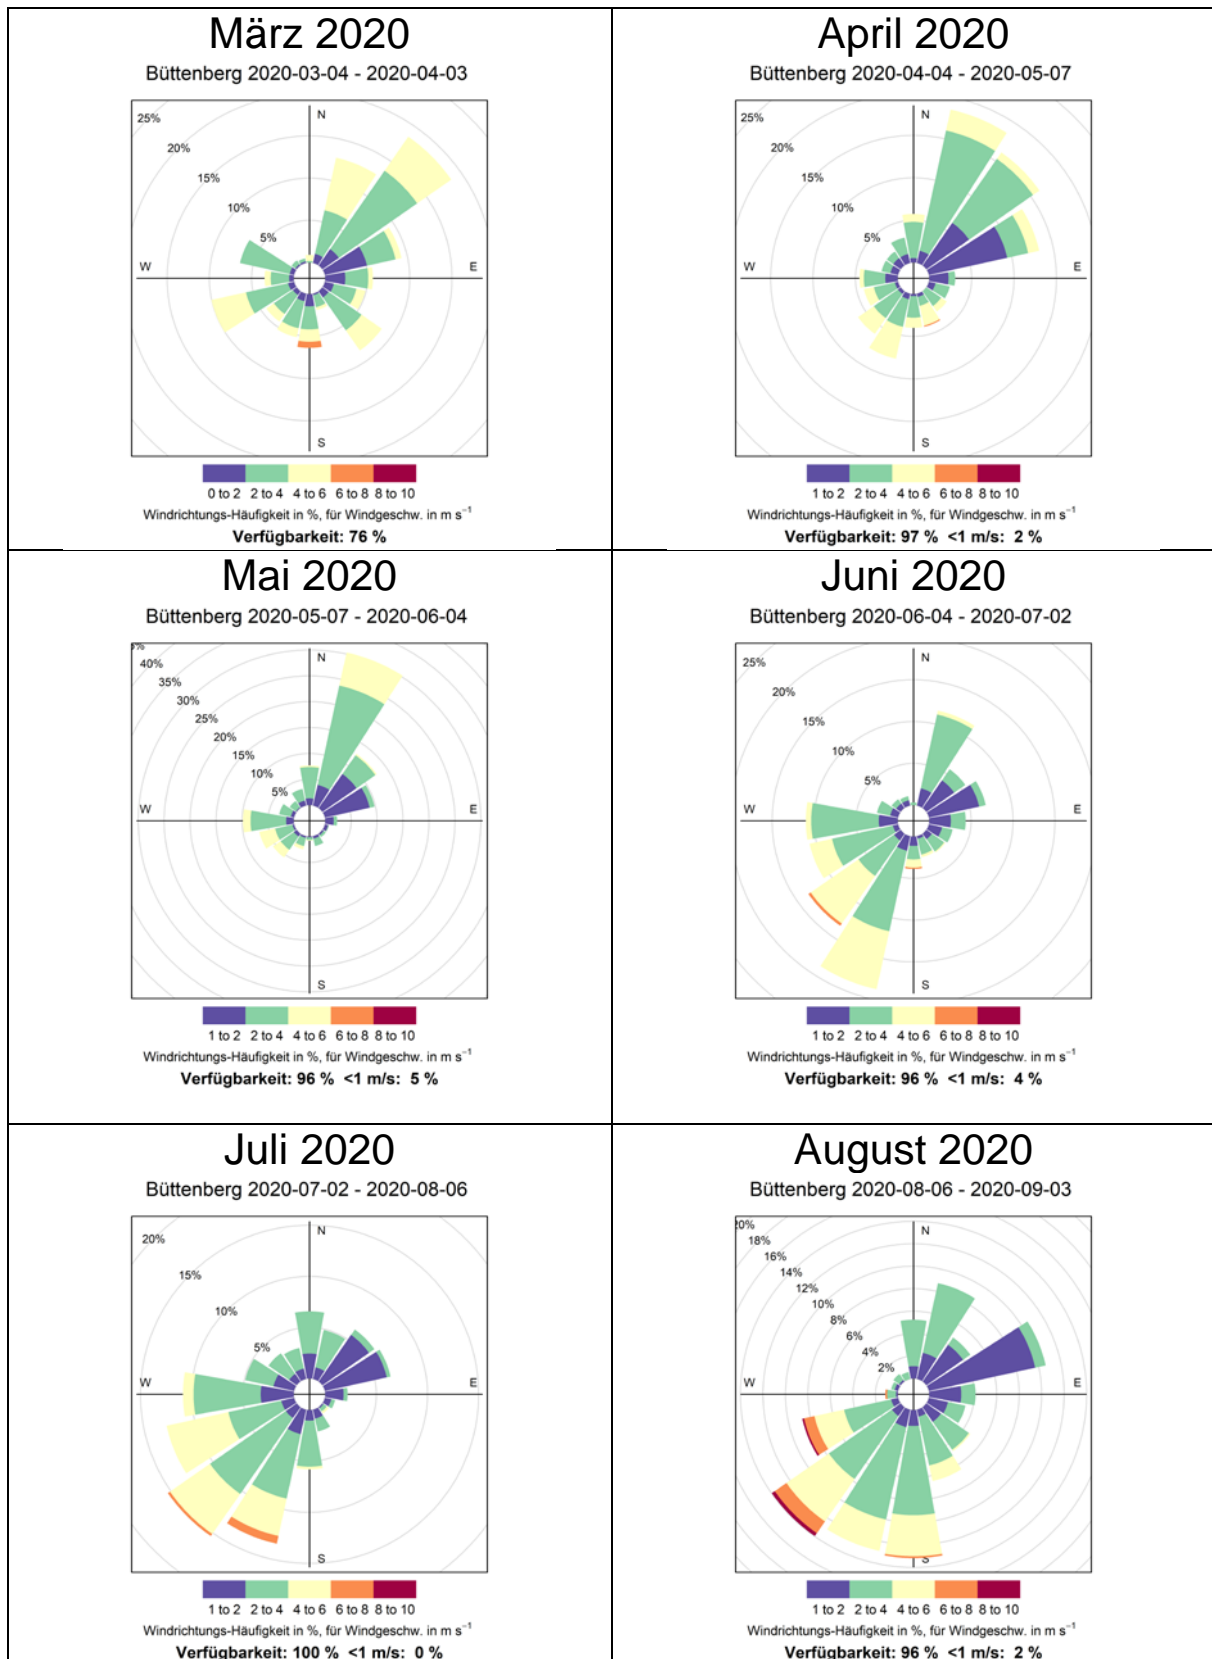 März 2020
Büttenberg 2020-03-04 - 2020-04-03
25%
20%
15%
10%
5%
N
W
E
S
0 to 2 2 to 4 4 to 6 6 to 8 8 to 10
Windrichtungs-Häufigkeit in %, für Windgeschw. in m s⁻¹
Verfügbarkeit: 76 %
April 2020
Büttenberg 2020-04-04 - 2020-05-07
25%
20%
15%
10%
5%
N
W
E
S
1 to 2 2 to 4 4 to 6 6 to 8 8 to 10
Windrichtungs-Häufigkeit in %, für Windgeschw. in m s⁻¹
Verfügbarkeit: 97 % <1 m/s: 2 %
Mai 2020
Büttenberg 2020-05-07 - 2020-06-04
40%
35%
30%
25%
20%
15%
10%
5%
N
W
E
S
1 to 2 2 to 4 4 to 6 6 to 8 8 to 10
Windrichtungs-Häufigkeit in %, für Windgeschw. in m s⁻¹
Verfügbarkeit: 96 % <1 m/s: 5 %
Juni 2020
Büttenberg 2020-06-04 - 2020-07-02
25%
20%
15%
10%
5%
N
W
E
S
1 to 2 2 to 4 4 to 6 6 to 8 8 to 10
Windrichtungs-Häufigkeit in %, für Windgeschw. in m s⁻¹
Verfügbarkeit: 96 % <1 m/s: 4 %
Juli 2020
Büttenberg 2020-07-02 - 2020-08-06
20%
15%
10%
5%
N
W
E
S
1 to 2 2 to 4 4 to 6 6 to 8 8 to 10
Windrichtungs-Häufigkeit in %, für Windgeschw. in m s⁻¹
Verfügbarkeit: 100 % <1 m/s: 0 %
August 2020
Büttenberg 2020-08-06 - 2020-09-03
20%
18%
16%
14%
12%
10%
8%
6%
4%
2%
N
W
E
S
1 to 2 2 to 4 4 to 6 6 to 8 8 to 10
Windrichtungs-Häufigkeit in %, für Windgeschw. in m s⁻¹
Verfügbarkeit: 96 % <1 m/s: 2 %